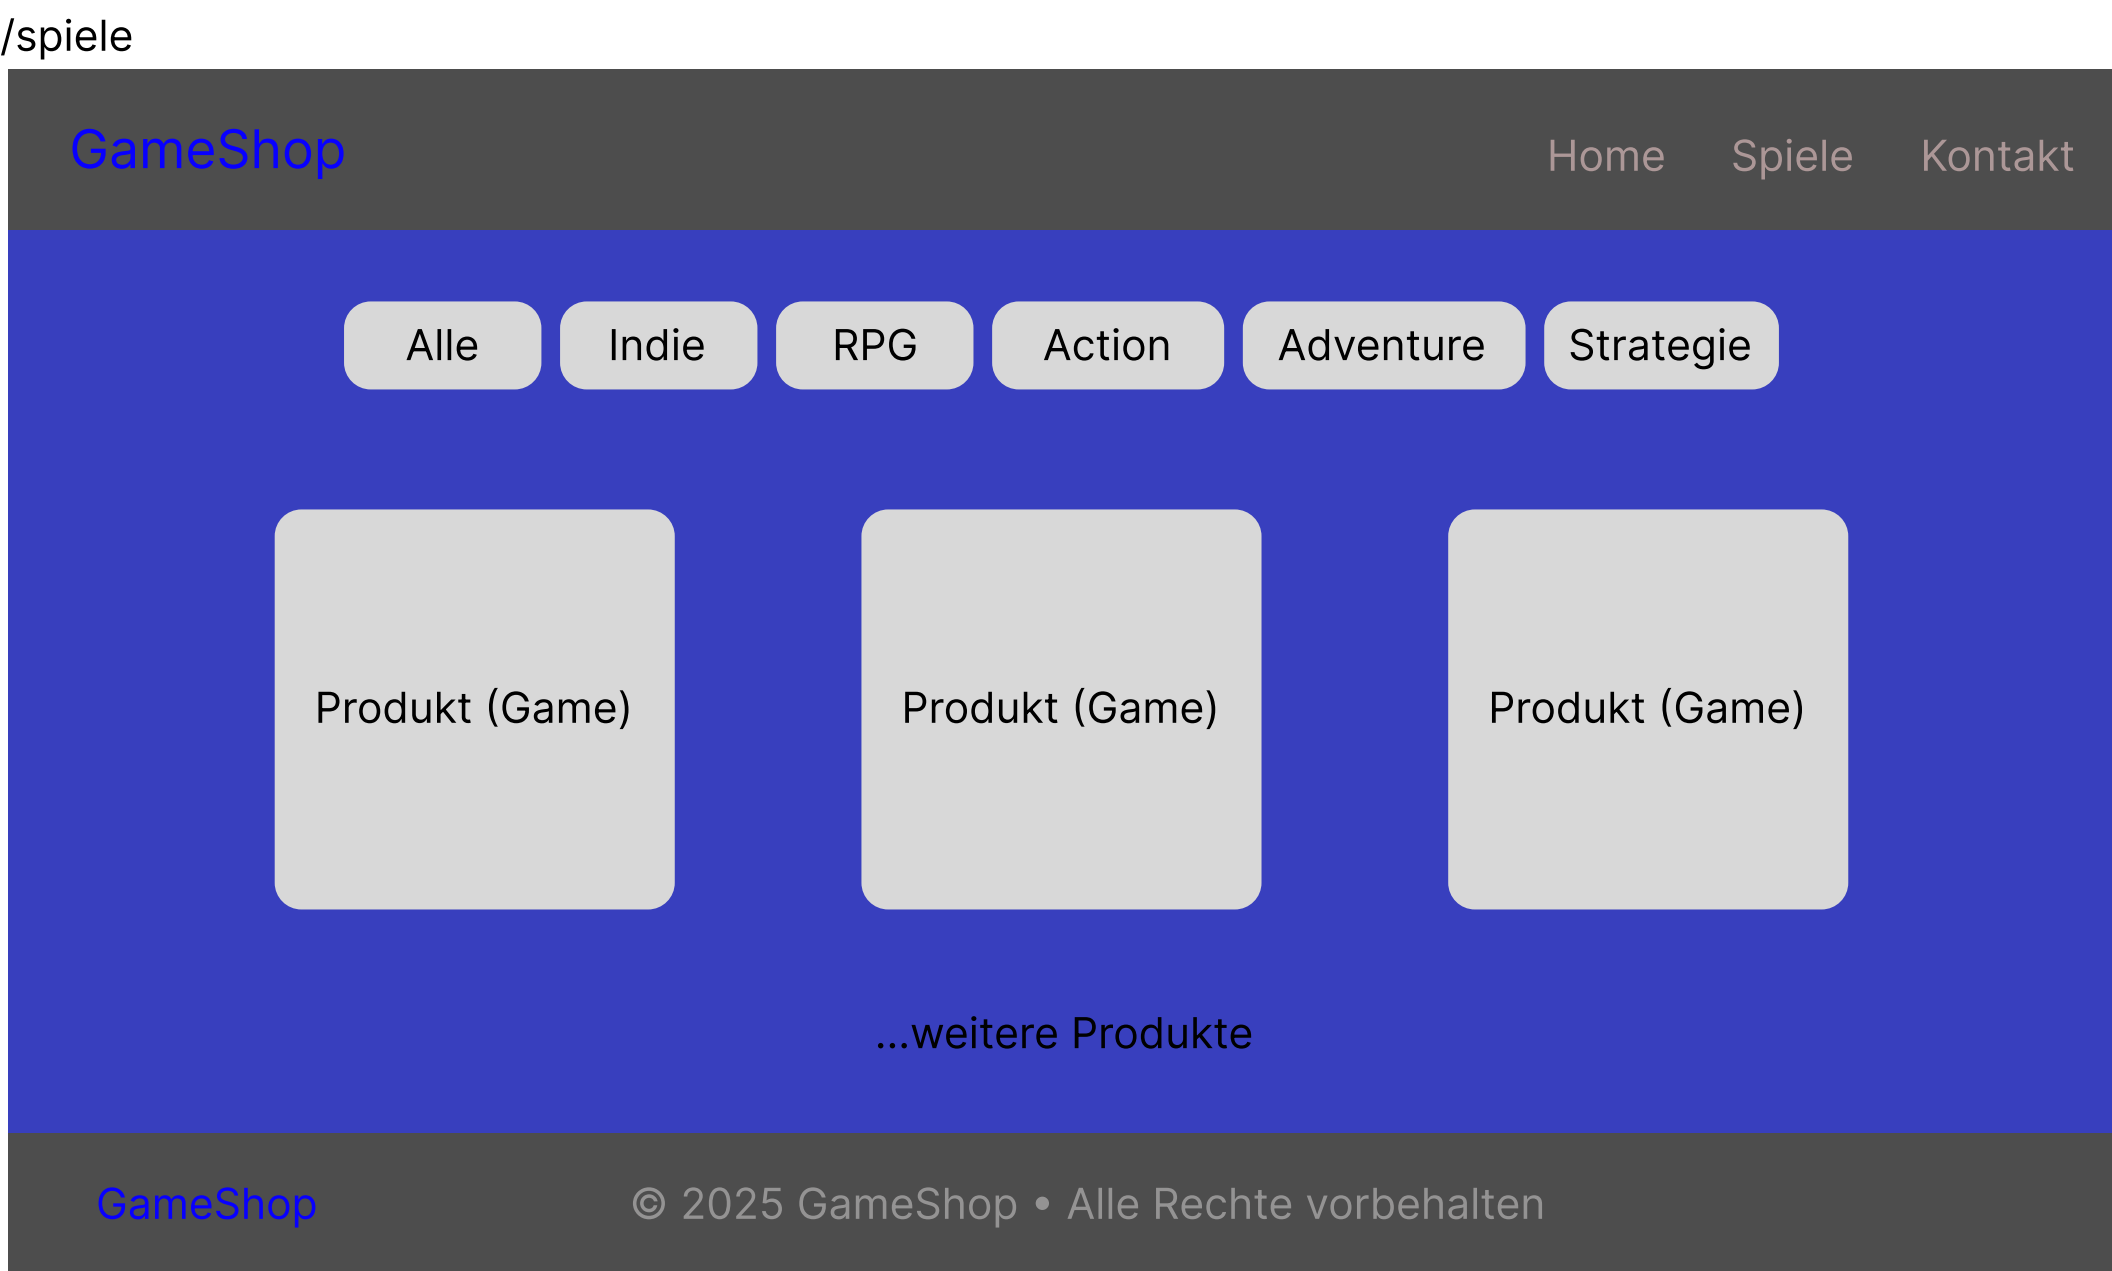 /spiele
GameShop Home Spiele Kontakt
Alle Indie RPG Action Adventure Strategie
Produkt (Game) Produkt (Game) Produkt (Game)
...weitere Produkte
GameShop © 2025 GameShop • Alle Rechte vorbehalten